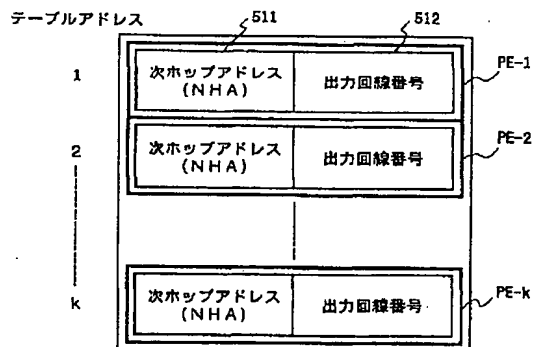 テーブルアドレス
511
512
1
次ホップアドレス
(NHA)
出力回線番号
PE-1
2
次ホップアドレス
(NHA)
出力回線番号
PE-2
k
次ホップアドレス
(NHA)
出力回線番号
PE-k